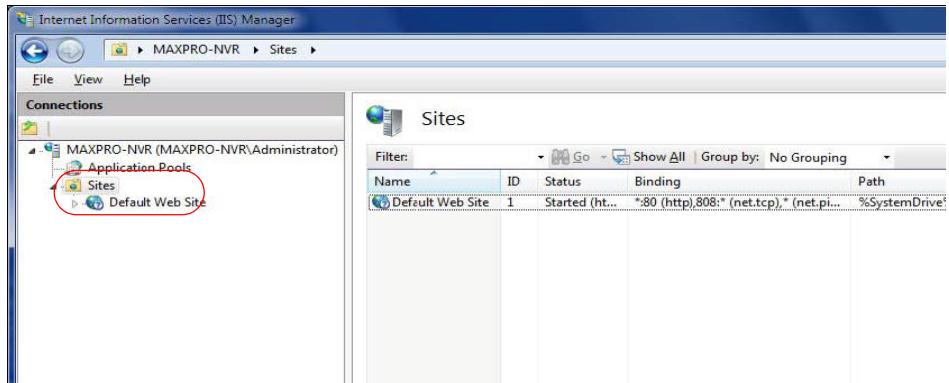 Internet Information Services (IIS) Manager
MAXPRO-NVR Sites
File View Help
Connections
MAXPRO-NVR (MAXPRO-NVR\Administrator)
Application Pools
Sites
Default Web Site
Sites
Filter: Go Show All Group by: No Grouping
Name ID Status Binding Path
Default Web Site 1 Started (ht... *:80 (http),808:* (net.tcp),* (net.pi... %SystemDrive%